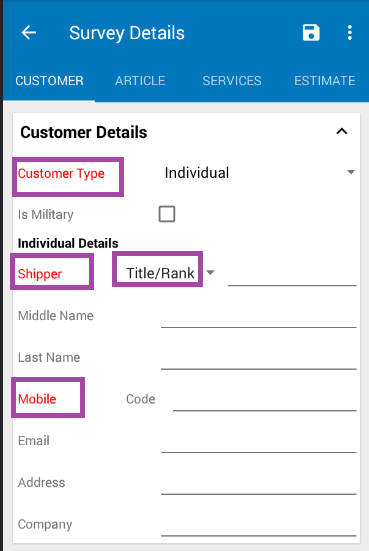 Survey Details
CUSTOMER ARTICLE SERVICES ESTIMATE
Customer Details
Customer Type Individual
Is Military
Individual Details
Shipper Title/Rank
Middle Name
Last Name
Mobile Code
Email
Address
Company